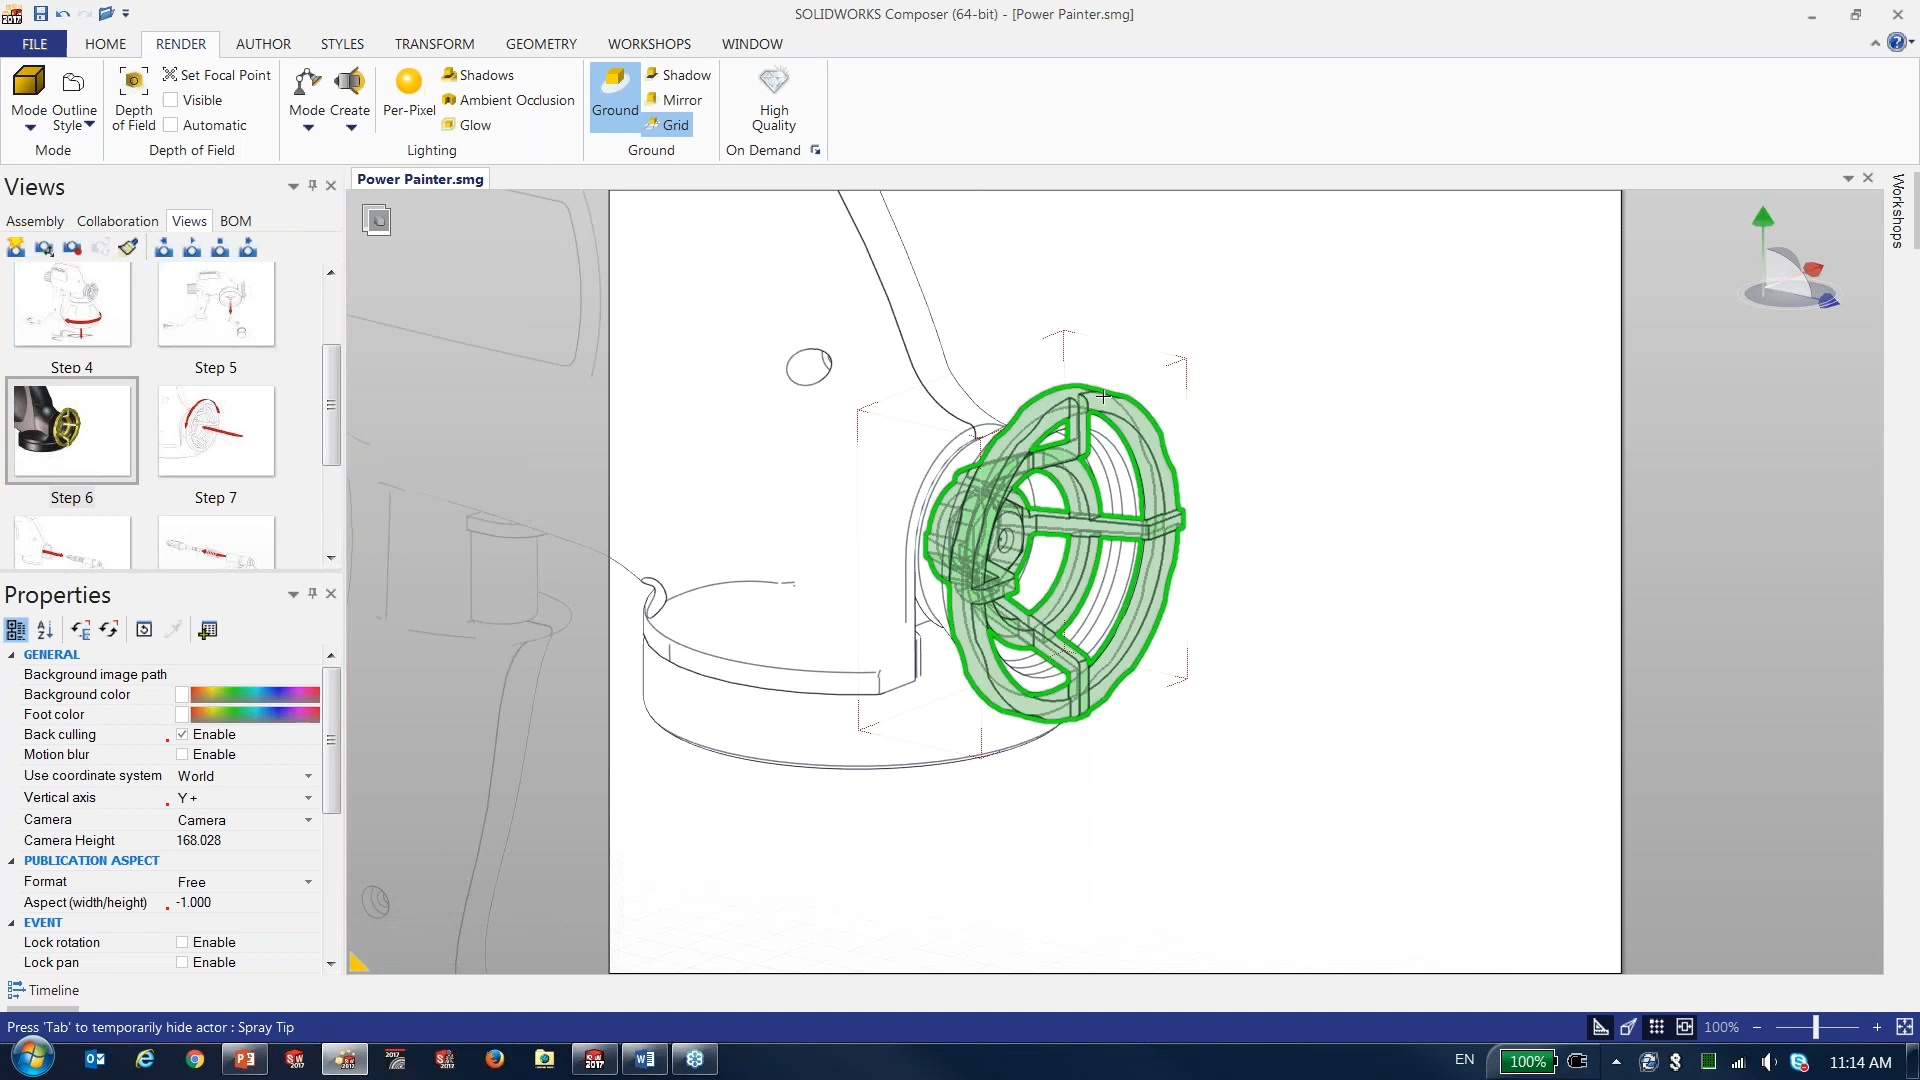 SOLIDWORKS Composer (64-bit) - [Power Painter.smg]
FILE HOME RENDER AUTHOR STYLES TRANSFORM GEOMETRY WORKSHOPS WINDOW
Set Focal Point Shadows Shadow
Mode Outline Style Depth of Field Visible Mode Create Per-Pixel Ambient Occlusion Ground Mirror High Quality
Automatic Glow Grid
Mode Depth of Field Lighting Ground On Demand
Views
Power Painter.smg
Workshops
Assembly Collaboration Views BOM
Step 4 Step 5
Step 6 Step 7
Properties
GENERAL
Background image path
Background color
Foot color
Back culling Enable
Motion blur Enable
Use coordinate system World
Vertical axis Y +
Camera Camera
Camera Height 168.028
PUBLICATION ASPECT
Format Free
Aspect (width/height) -1.000
EVENT
Lock rotation Enable
Lock pan Enable
Timeline
Press 'Tab' to temporarily hide actor : Spray Tip 100%
EN 100% 11:14 AM